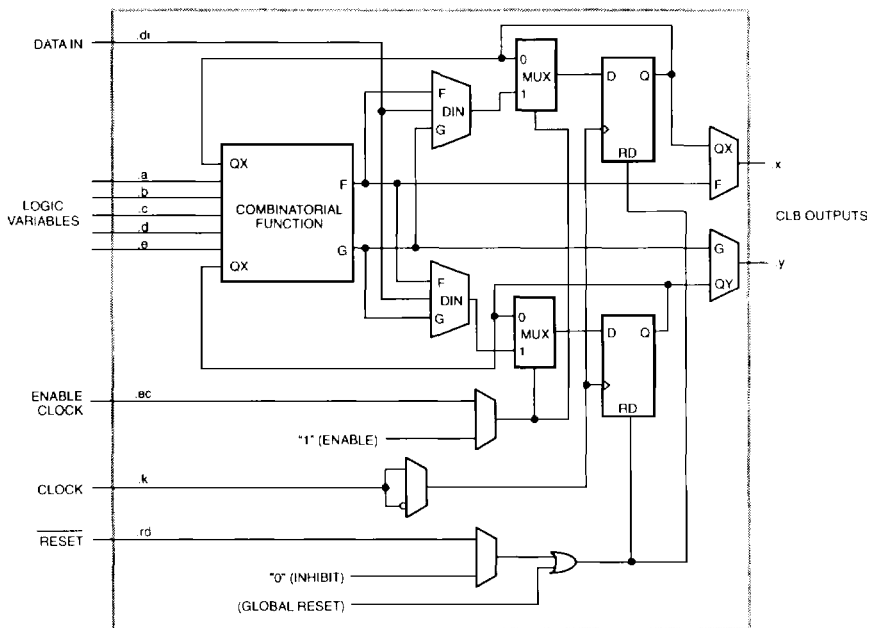 DATA IN
.di
0
MUX
1
D
Q
RD
F
DIN
G
QX
F
.x
QX
.a
.b
.c
.d
.e
LOGIC
VARIABLES
COMBINATORIAL
FUNCTION
F
G
QX
CLB OUTPUTS
G
QY
.y
F
DIN
G
0
MUX
1
D
Q
RD
ENABLE
CLOCK
.ec
"1" (ENABLE)
CLOCK
.k
RESET
.rd
"0" (INHIBIT)
(GLOBAL RESET)